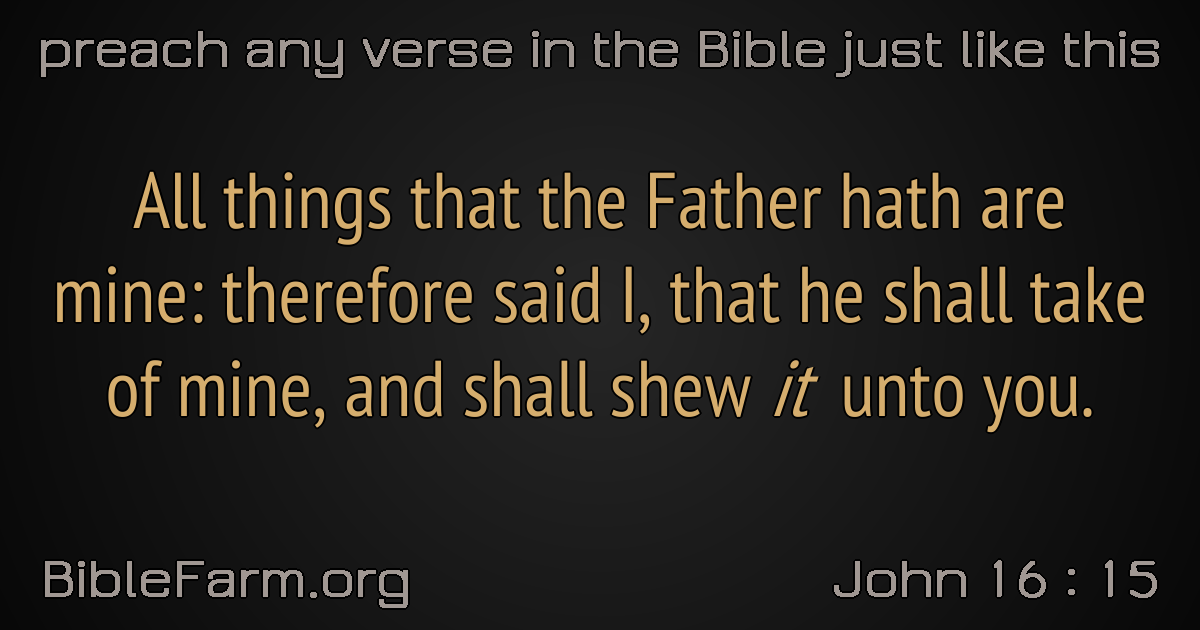 preach any verse in the Bible just like this
All things that the Father hath are
mine: therefore said I, that he shall take
of mine, and shall shew it unto you.
BibleFarm.org
John 16 : 15